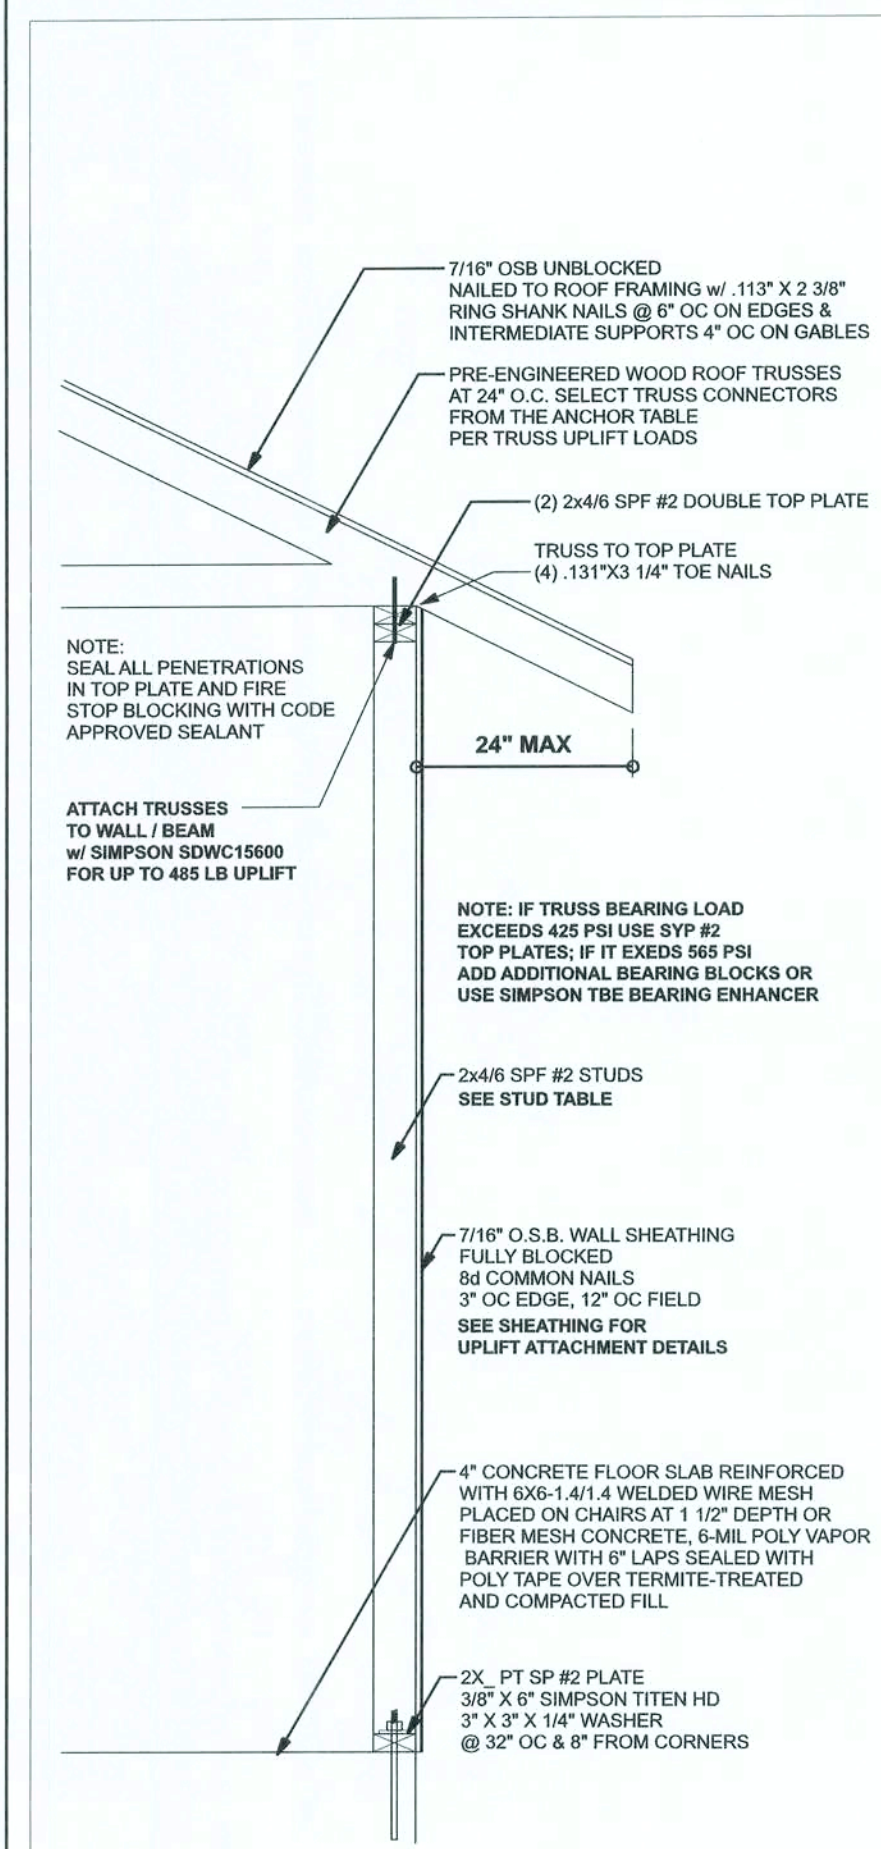 7/16" OSB UNBLOCKED
NAILED TO ROOF FRAMING w/ .113" X 2 3/8"
RING SHANK NAILS @ 6" OC ON EDGES &
INTERMEDIATE SUPPORTS 4" OC ON GABLES
PRE-ENGINEERED WOOD ROOF TRUSSES
AT 24" O.C. SELECT TRUSS CONNECTORS
FROM THE ANCHOR TABLE
PER TRUSS UPLIFT LOADS
(2) 2x4/6 SPF #2 DOUBLE TOP PLATE
TRUSS TO TOP PLATE
(4) .131"X3 1/4" TOE NAILS
NOTE:
SEAL ALL PENETRATIONS
IN TOP PLATE AND FIRE
STOP BLOCKING WITH CODE
APPROVED SEALANT
24" MAX
ATTACH TRUSSES
TO WALL / BEAM
w/ SIMPSON SDWC15600
FOR UP TO 485 LB UPLIFT
NOTE: IF TRUSS BEARING LOAD
EXCEEDS 425 PSI USE SYP #2
TOP PLATES; IF IT EXEDS 565 PSI
ADD ADDITIONAL BEARING BLOCKS OR
USE SIMPSON TBE BEARING ENHANCER
2x4/6 SPF #2 STUDS
SEE STUD TABLE
7/16" O.S.B. WALL SHEATHING
FULLY BLOCKED
8d COMMON NAILS
3" OC EDGE, 12" OC FIELD
SEE SHEATHING FOR
UPLIFT ATTACHMENT DETAILS
4" CONCRETE FLOOR SLAB REINFORCED
WITH 6X6-1.4/1.4 WELDED WIRE MESH
PLACED ON CHAIRS AT 1 1/2" DEPTH OR
FIBER MESH CONCRETE, 6-MIL POLY VAPOR
BARRIER WITH 6" LAPS SEALED WITH
POLY TAPE OVER TERMITE-TREATED
AND COMPACTED FILL
2X_ PT SP #2 PLATE
3/8" X 6" SIMPSON TITEN HD
3" X 3" X 1/4" WASHER
@ 32" OC & 8" FROM CORNERS